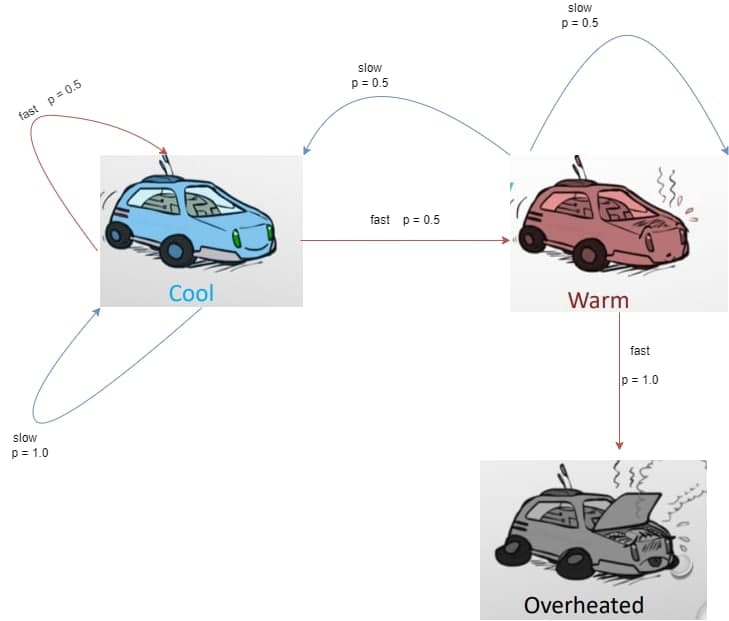 slow
p = 0.5
slow
p = 0.5
fast p = 0.5
fast p = 0.5
Cool
Warm
fast
p = 1.0
slow
p = 1.0
Overheated